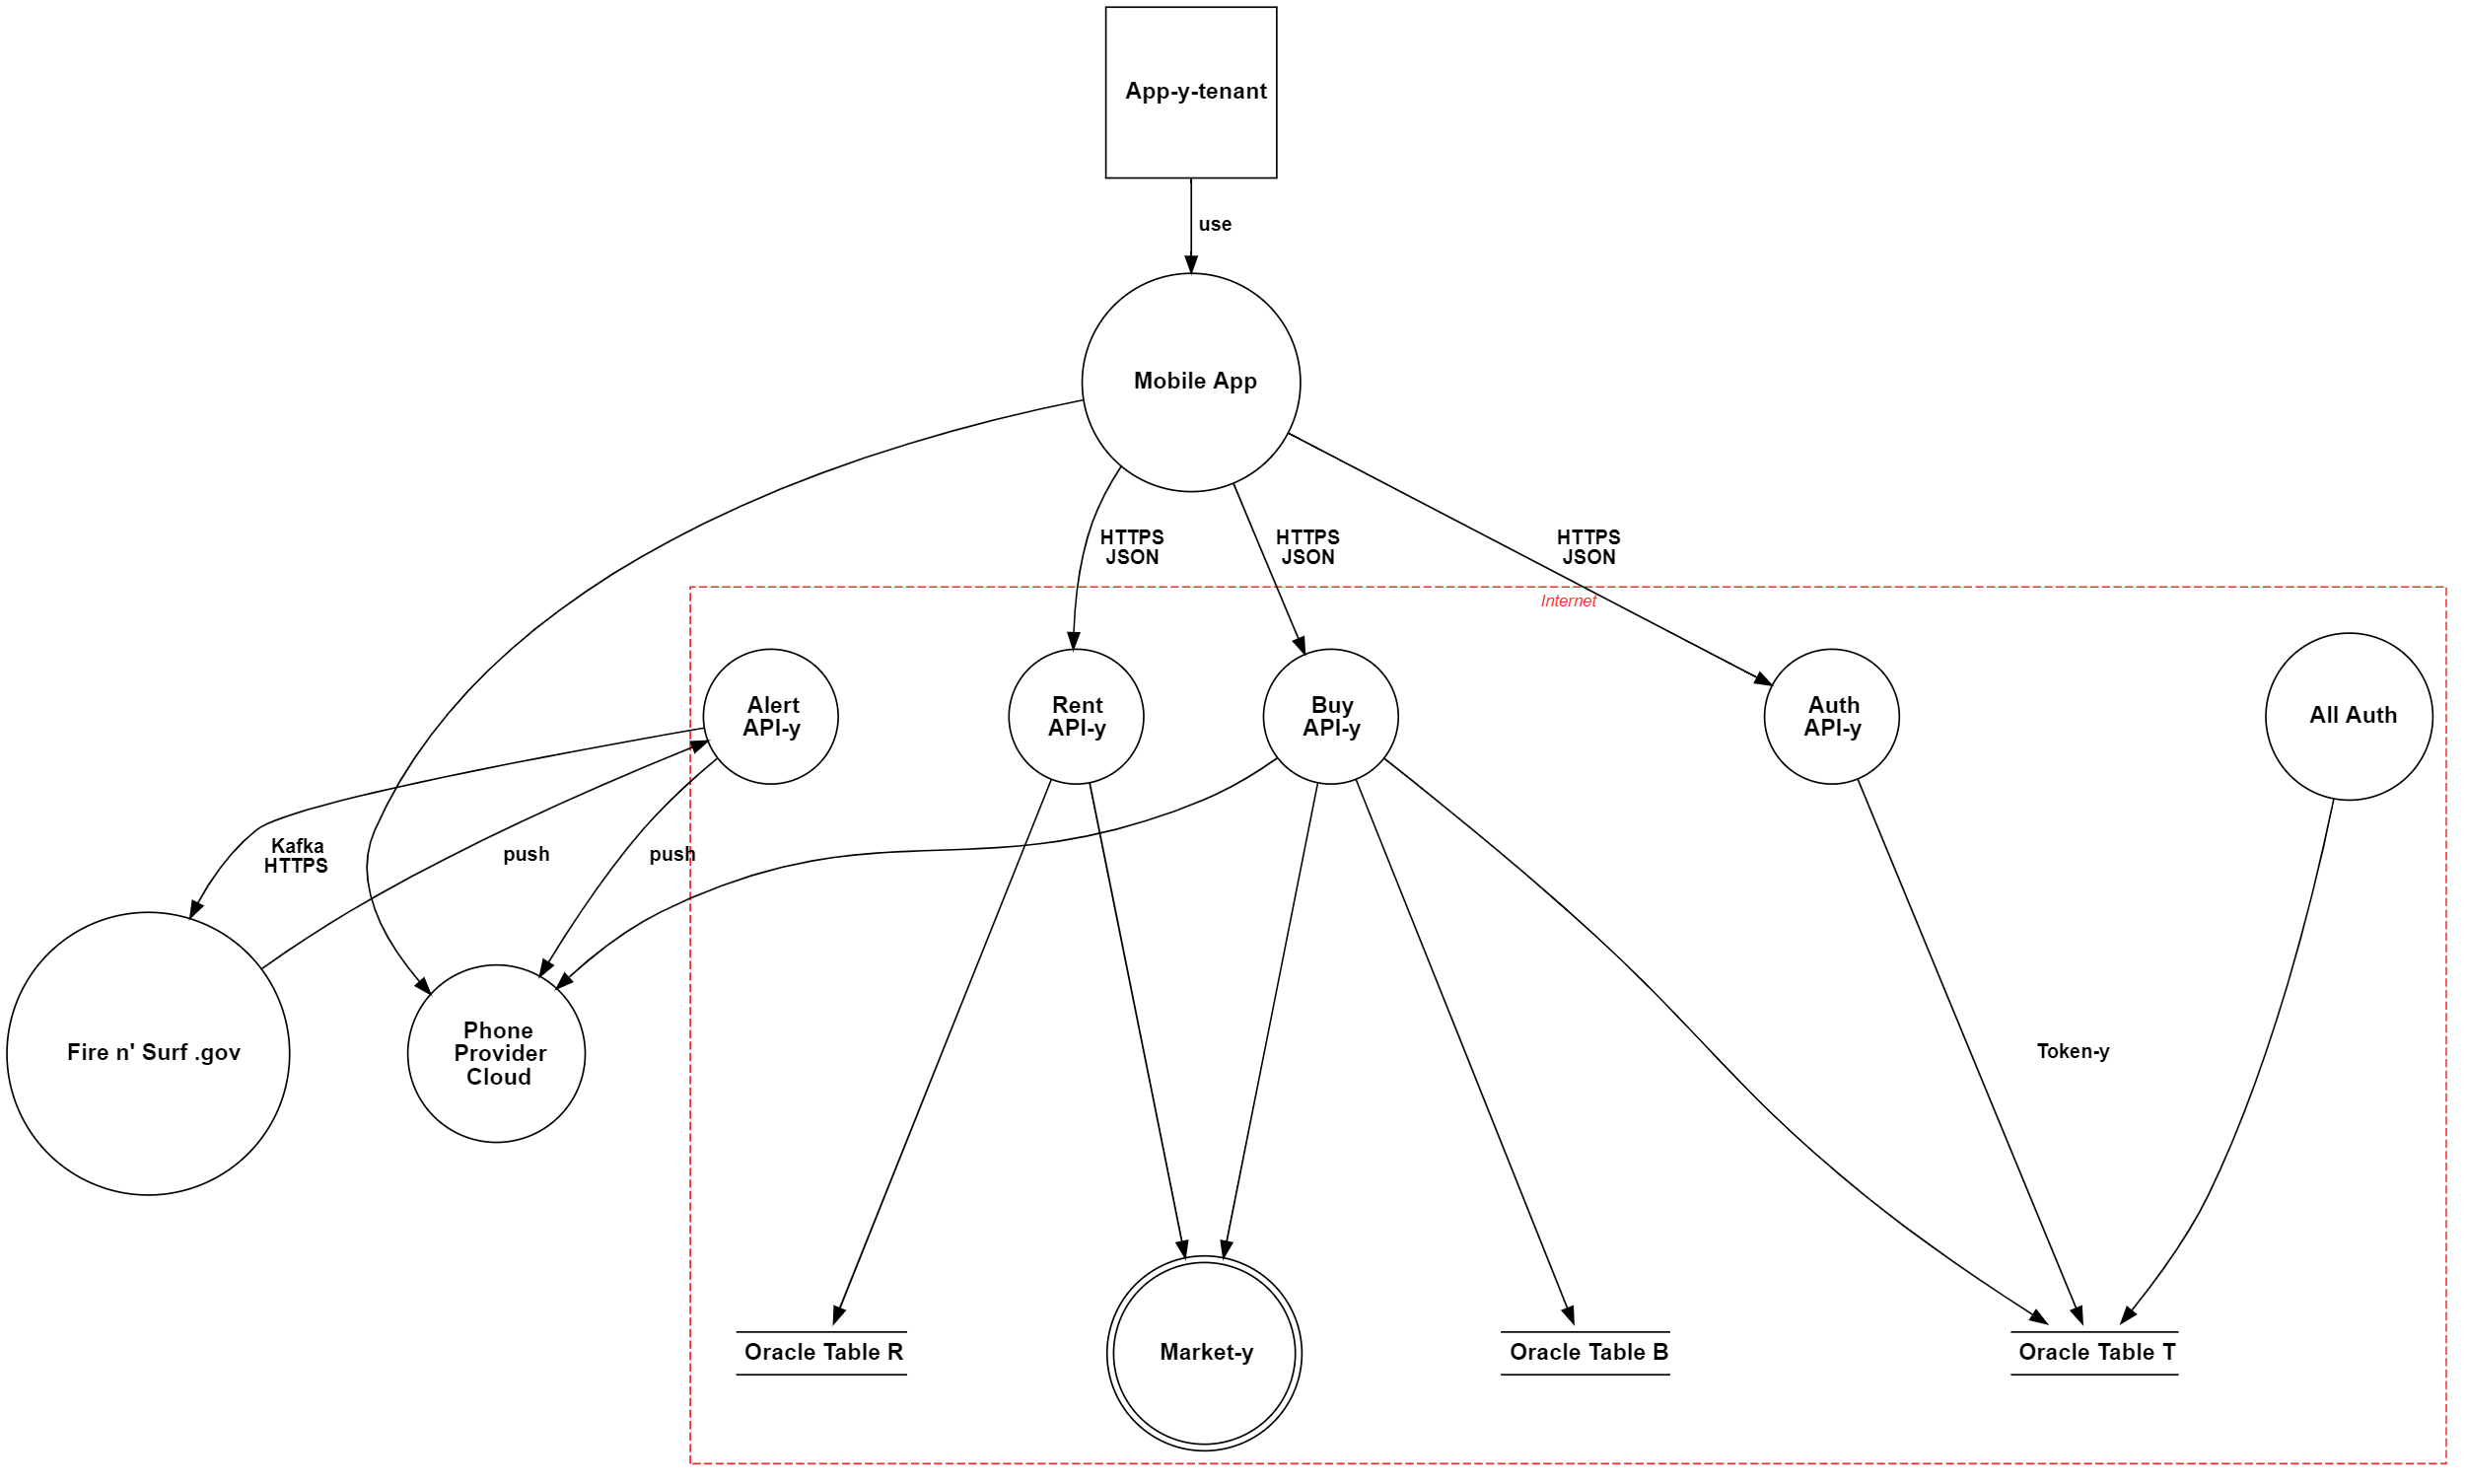 App-y-tenant
use
Mobile App
HTTPS
JSON
HTTPS
JSON
HTTPS
JSON
Internet
Alert
API-y
Rent
API-y
Buy
API-y
Auth
API-y
All Auth
Kafka
HTTPS
push
push
Fire n' Surf .gov
Phone
Provider
Cloud
Token-y
Oracle Table R
Market-y
Oracle Table B
Oracle Table T